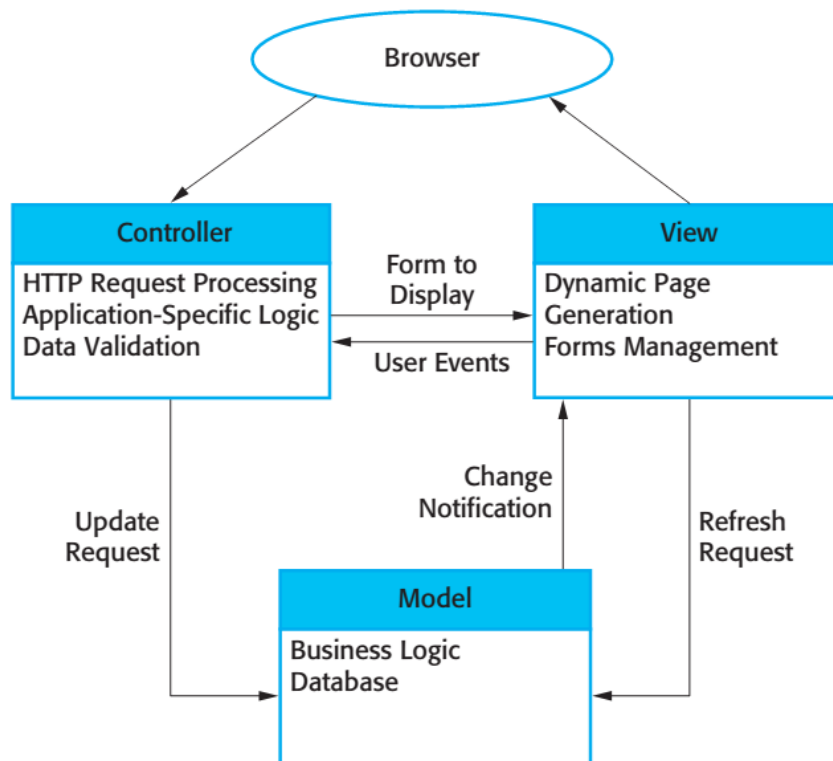 Browser
Controller
HTTP Request Processing
Application-Specific Logic
Data Validation
Form to
Display
User Events
View
Dynamic Page
Generation
Forms Management
Update
Request
Change
Notification
Refresh
Request
Model
Business Logic
Database